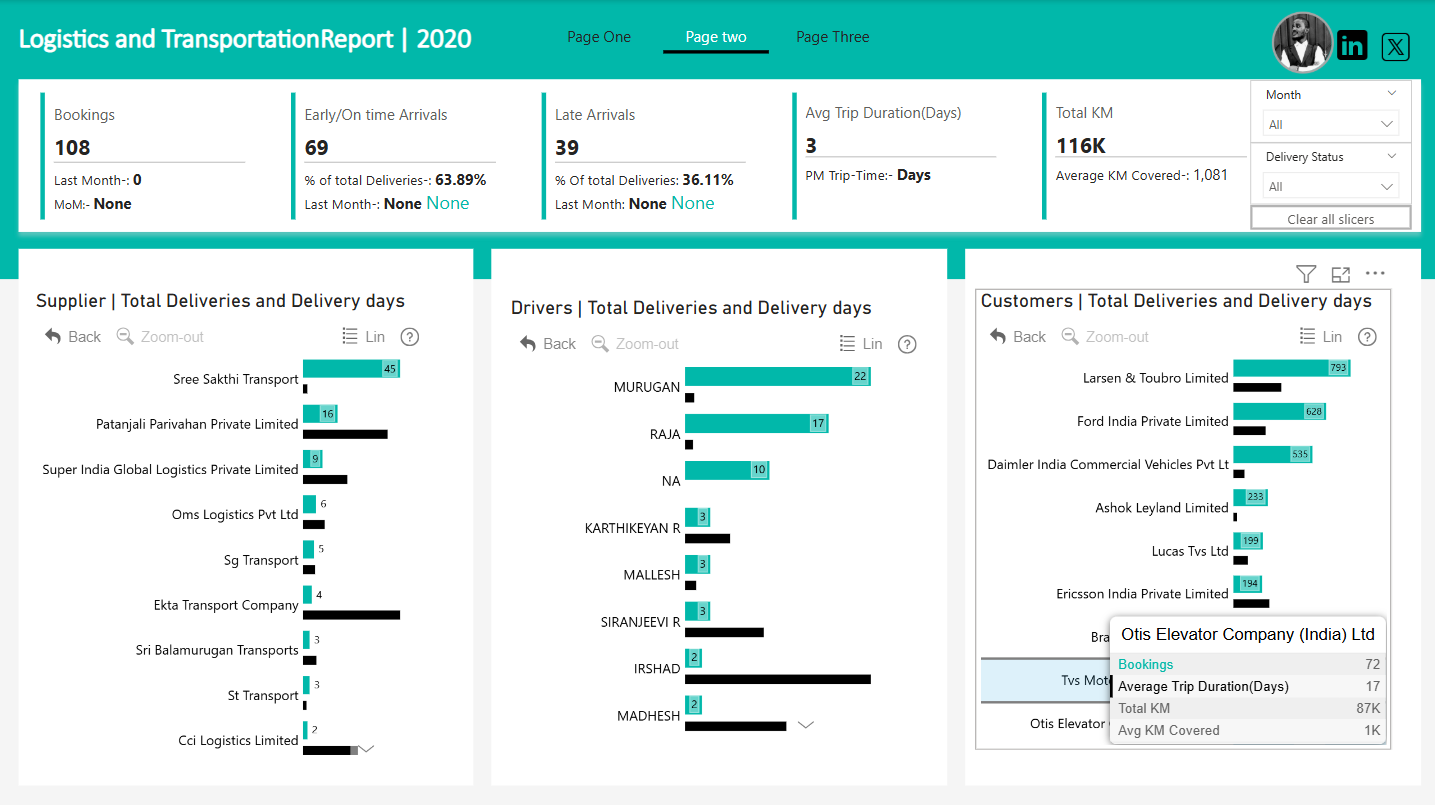 Logistics and TransportationReport | 2020
Page One
Page two
Page Three
in
X
Bookings
108
Last Month-: 0
MoM:- None
Early/On time Arrivals
69
% of total Deliveries-: 63.89%
Last Month-: None None
Late Arrivals
39
% Of total Deliveries: 36.11%
Last Month: None None
Avg Trip Duration(Days)
3
PM Trip-Time:- Days
Total KM
116K
Average KM Covered-: 1,081
Month
All
Delivery Status
All
Clear all slicers
Supplier | Total Deliveries and Delivery days
Back Zoom-out Lin ?
Sree Sakthi Transport 45
Patanjali Parivahan Private Limited 16
Super India Global Logistics Private Limited 9
Oms Logistics Pvt Ltd 6
Sg Transport 5
Ekta Transport Company 4
Sri Balamurugan Transports 3
St Transport 3
Cci Logistics Limited 2
Drivers | Total Deliveries and Delivery days
Back Zoom-out Lin ?
MURUGAN 22
RAJA 17
NA 10
KARTHIKEYAN R 3
MALLESH 3
SIRANJEEVI R 3
IRSHAD 2
MADHESH 2
Customers | Total Deliveries and Delivery days
Back Zoom-out Lin ?
Larsen & Toubro Limited 793
Ford India Private Limited 628
Daimler India Commercial Vehicles Pvt Lt 535
Ashok Leyland Limited 233
Lucas Tvs Ltd 199
Ericsson India Private Limited 194
Bra
Tvs Mot
Otis Elevator
Otis Elevator Company (India) Ltd
Bookings 72
Average Trip Duration(Days) 17
Total KM 87K
Avg KM Covered 1K